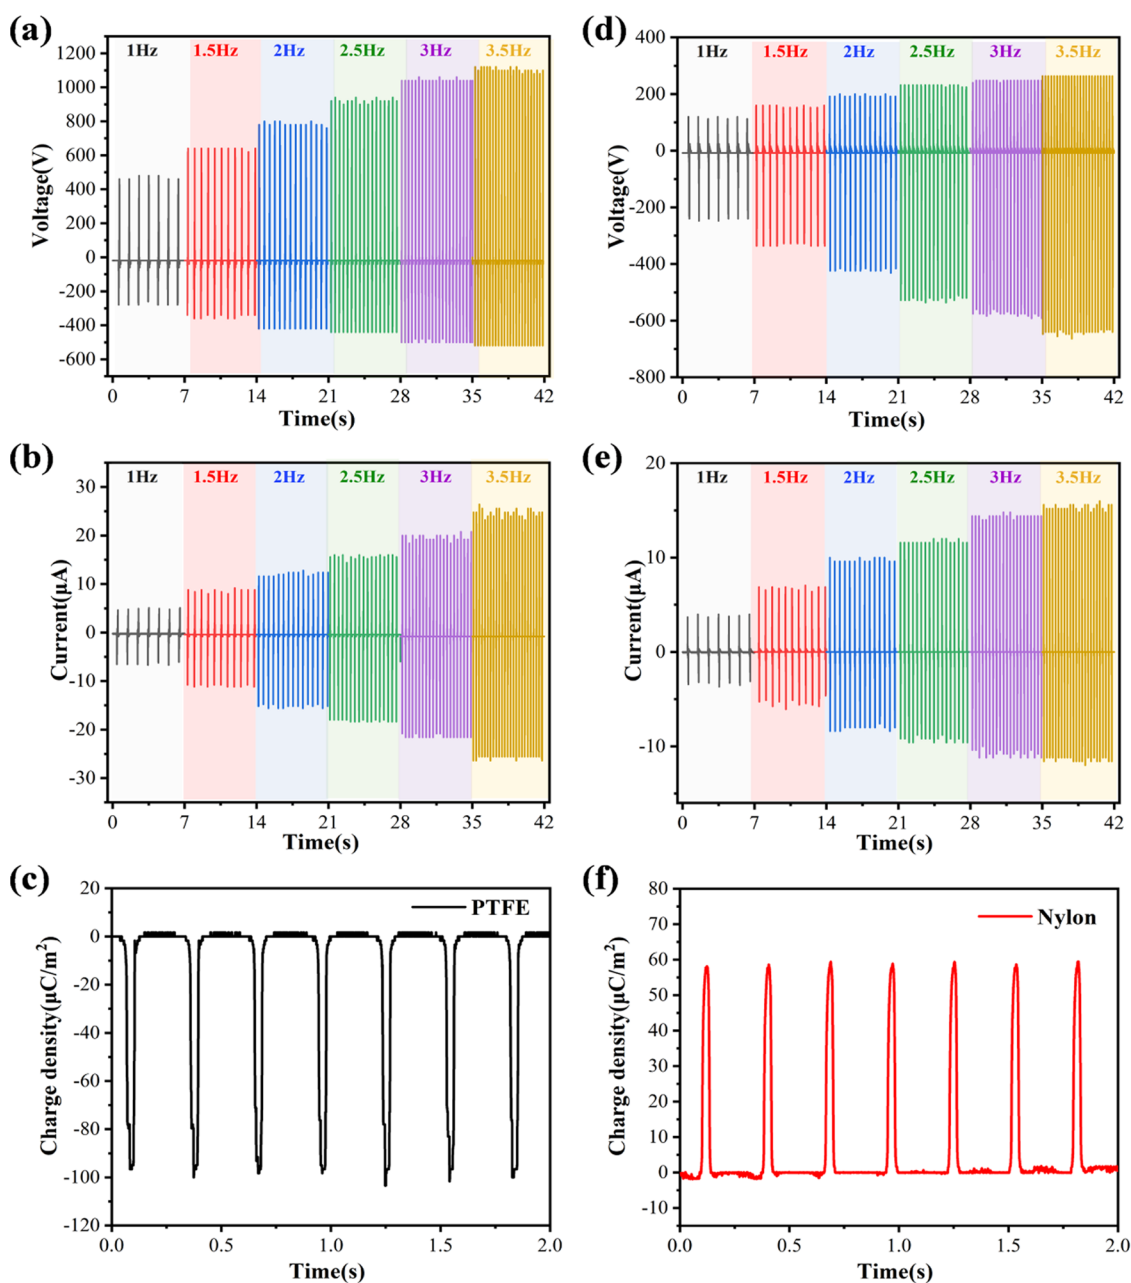 (a)
1Hz 1.5Hz 2Hz 2.5Hz 3Hz 3.5Hz
1200
1000
800
600
400
200
0
-200
-400
-600
Voltage(V)
0 7 14 21 28 35 42
Time(s)
(d)
1Hz 1.5Hz 2Hz 2.5Hz 3Hz 3.5Hz
400
200
0
-200
-400
-600
-800
Voltage(V)
0 7 14 21 28 35 42
Time(s)
(b)
1Hz 1.5Hz 2Hz 2.5Hz 3Hz 3.5Hz
30
20
10
0
-10
-20
-30
Current(μA)
0 7 14 21 28 35 42
Time(s)
(e)
1Hz 1.5Hz 2Hz 2.5Hz 3Hz 3.5Hz
20
10
0
-10
Current(μA)
0 7 14 21 28 35 42
Time(s)
(c)
PTFE
20
0
-20
-40
-60
-80
-100
-120
Charge density(μC/m²)
0.0 0.5 1.0 1.5 2.0
Time(s)
(f)
Nylon
80
70
60
50
40
30
20
10
0
-10
Charge density(μC/m²)
0.0 0.5 1.0 1.5 2.0
Time(s)